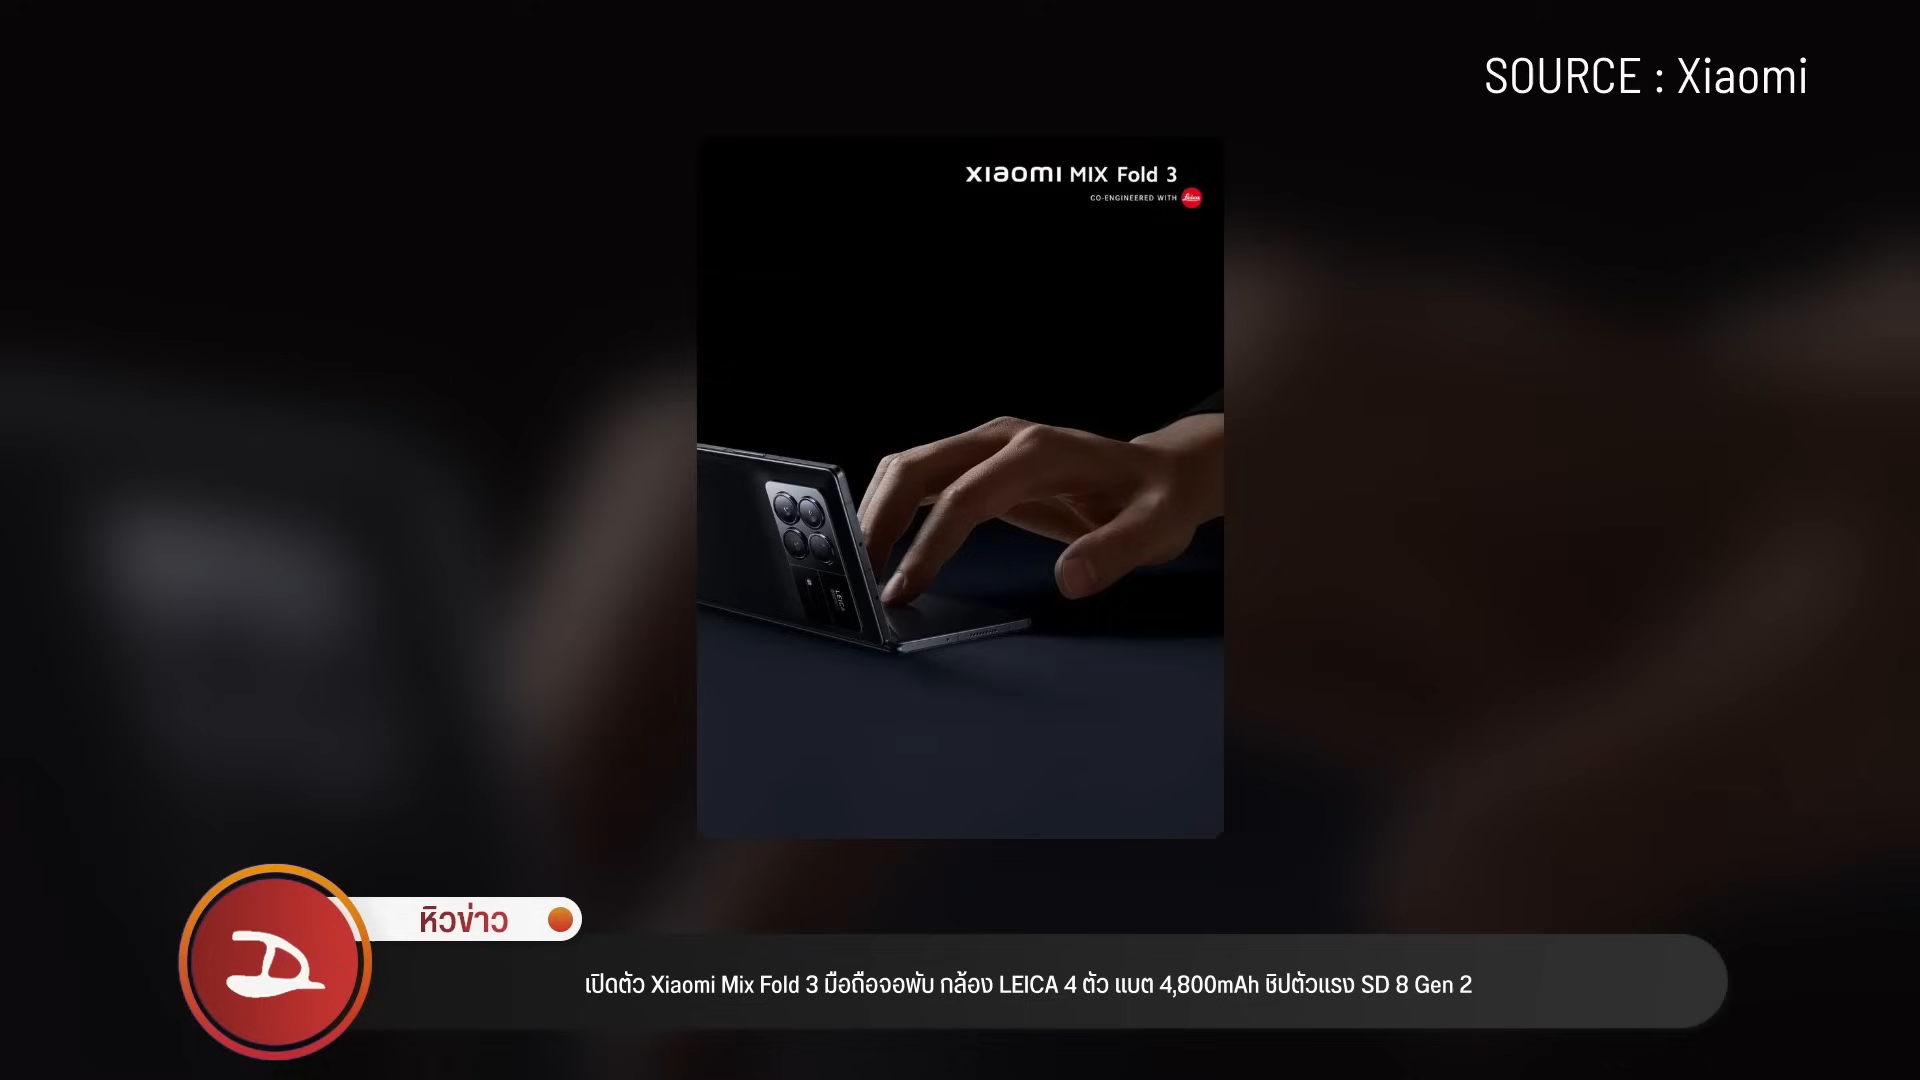 SOURCE : Xiaomi
xiaomi MIX Fold 3
CO-ENGINEERED WITH Leica
LEICA
หิวข่าว
เปิดตัว Xiaomi Mix Fold 3 มือถือจอพับ กล้อง LEICA 4 ตัว แบต 4,800mAh ชิปตัวแรง SD 8 Gen 2